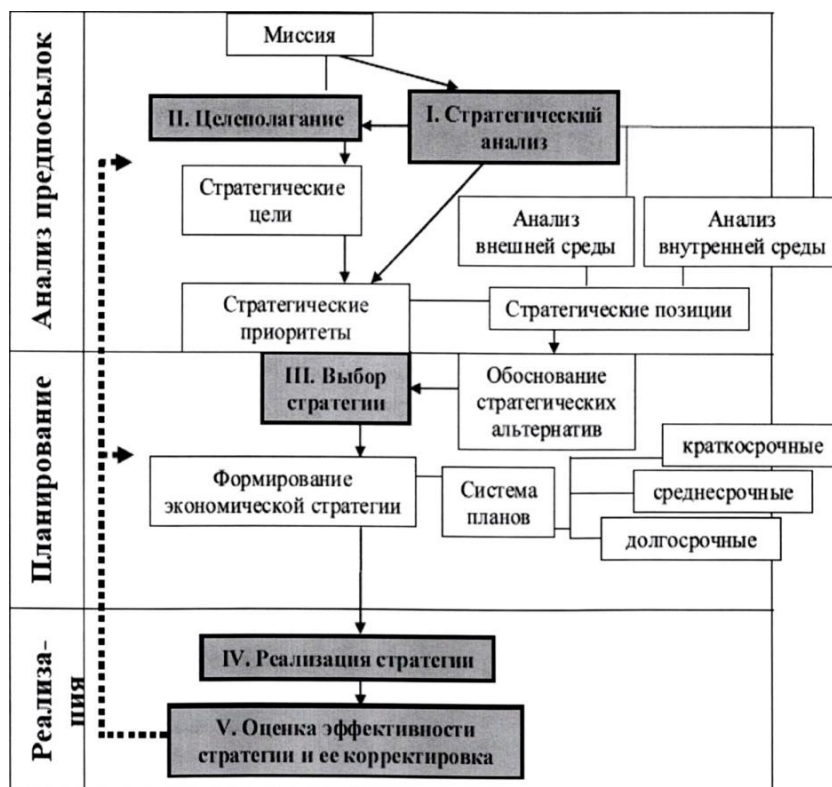 Анализ предпосылок
Миссия
II. Целеполагание
I. Стратегический
анализ
Стратегические
цели
Анализ
внешней среды
Анализ
внутренней среды
Стратегические
приоритеты
Стратегические позиции
Планирование
III. Выбор
стратегии
Обоснование
стратегических
альтернатив
Формирование
экономической стратегии
Система
планов
краткосрочные
среднесрочные
долгосрочные
Реализа-
ция
IV. Реализация стратегии
V. Оценка эффективности
стратегии и ее корректировка